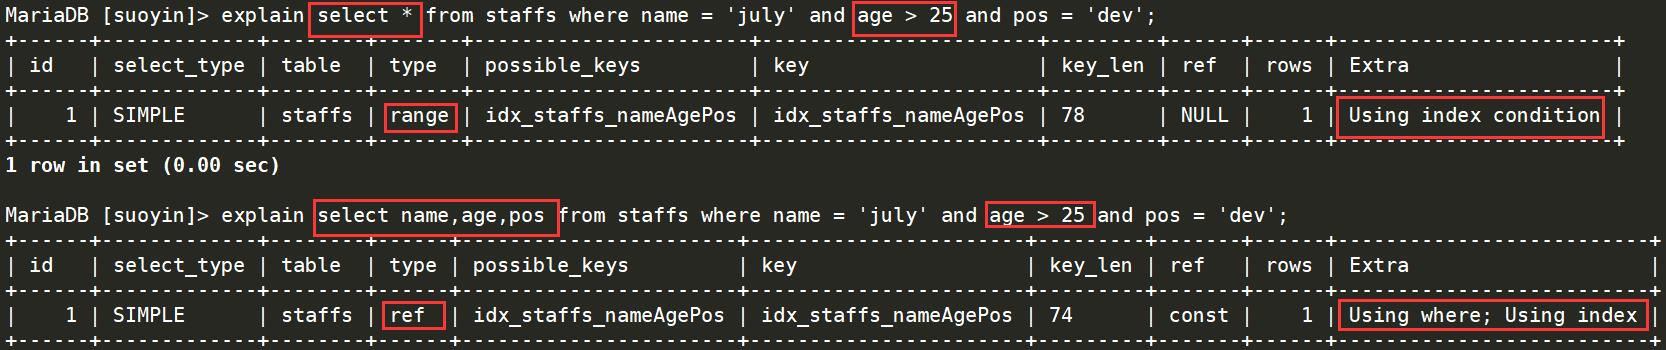 MariaDB [suoyin]> explain select * from staffs where name = 'july' and age > 25 and pos = 'dev';
+------+-------------+--------+-------+-----------------------+-----------------------+---------+------+------+-----------------------+
| id   | select_type | table  | type  | possible_keys         | key                   | key_len | ref  | rows | Extra                 |
+------+-------------+--------+-------+-----------------------+-----------------------+---------+------+------+-----------------------+
|    1 | SIMPLE      | staffs | range | idx_staffs_nameAgePos | idx_staffs_nameAgePos | 78      | NULL |    1 | Using index condition |
+------+-------------+--------+-------+-----------------------+-----------------------+---------+------+------+-----------------------+
1 row in set (0.00 sec)
MariaDB [suoyin]> explain select name,age,pos from staffs where name = 'july' and age > 25 and pos = 'dev';
+------+-------------+--------+------+-----------------------+-----------------------+---------+-------+------+--------------------------+
| id   | select_type | table  | type | possible_keys         | key                   | key_len | ref   | rows | Extra                    |
+------+-------------+--------+------+-----------------------+-----------------------+---------+-------+------+--------------------------+
|    1 | SIMPLE      | staffs | ref  | idx_staffs_nameAgePos | idx_staffs_nameAgePos | 74      | const |    1 | Using where; Using index |
+------+-------------+--------+------+-----------------------+-----------------------+---------+-------+------+--------------------------+